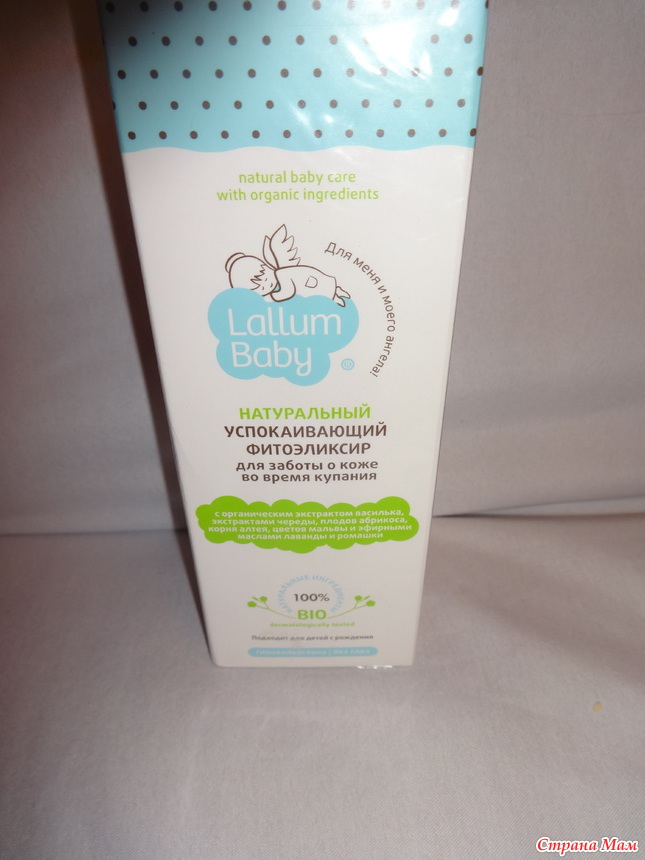 natural baby care
with organic ingredients
Для меня и моего ангела!
Lallum
Baby
НАТУРАЛЬНЫЙ
УСПОКАИВАЮЩИЙ
ФИТОЭЛИКСИР
для заботы о коже
во время купания
с органическим экстрактом василька,
экстрактами череды, плодов абрикоса,
корня алтея, цветов мальвы и эфирными
маслами лаванды и ромашки
НАТУРАЛЬНЫЕ ИНГРЕДИЕНТЫ
100%
BIO
dermatologically tested
Подходит для детей с рождения
Страна Мам